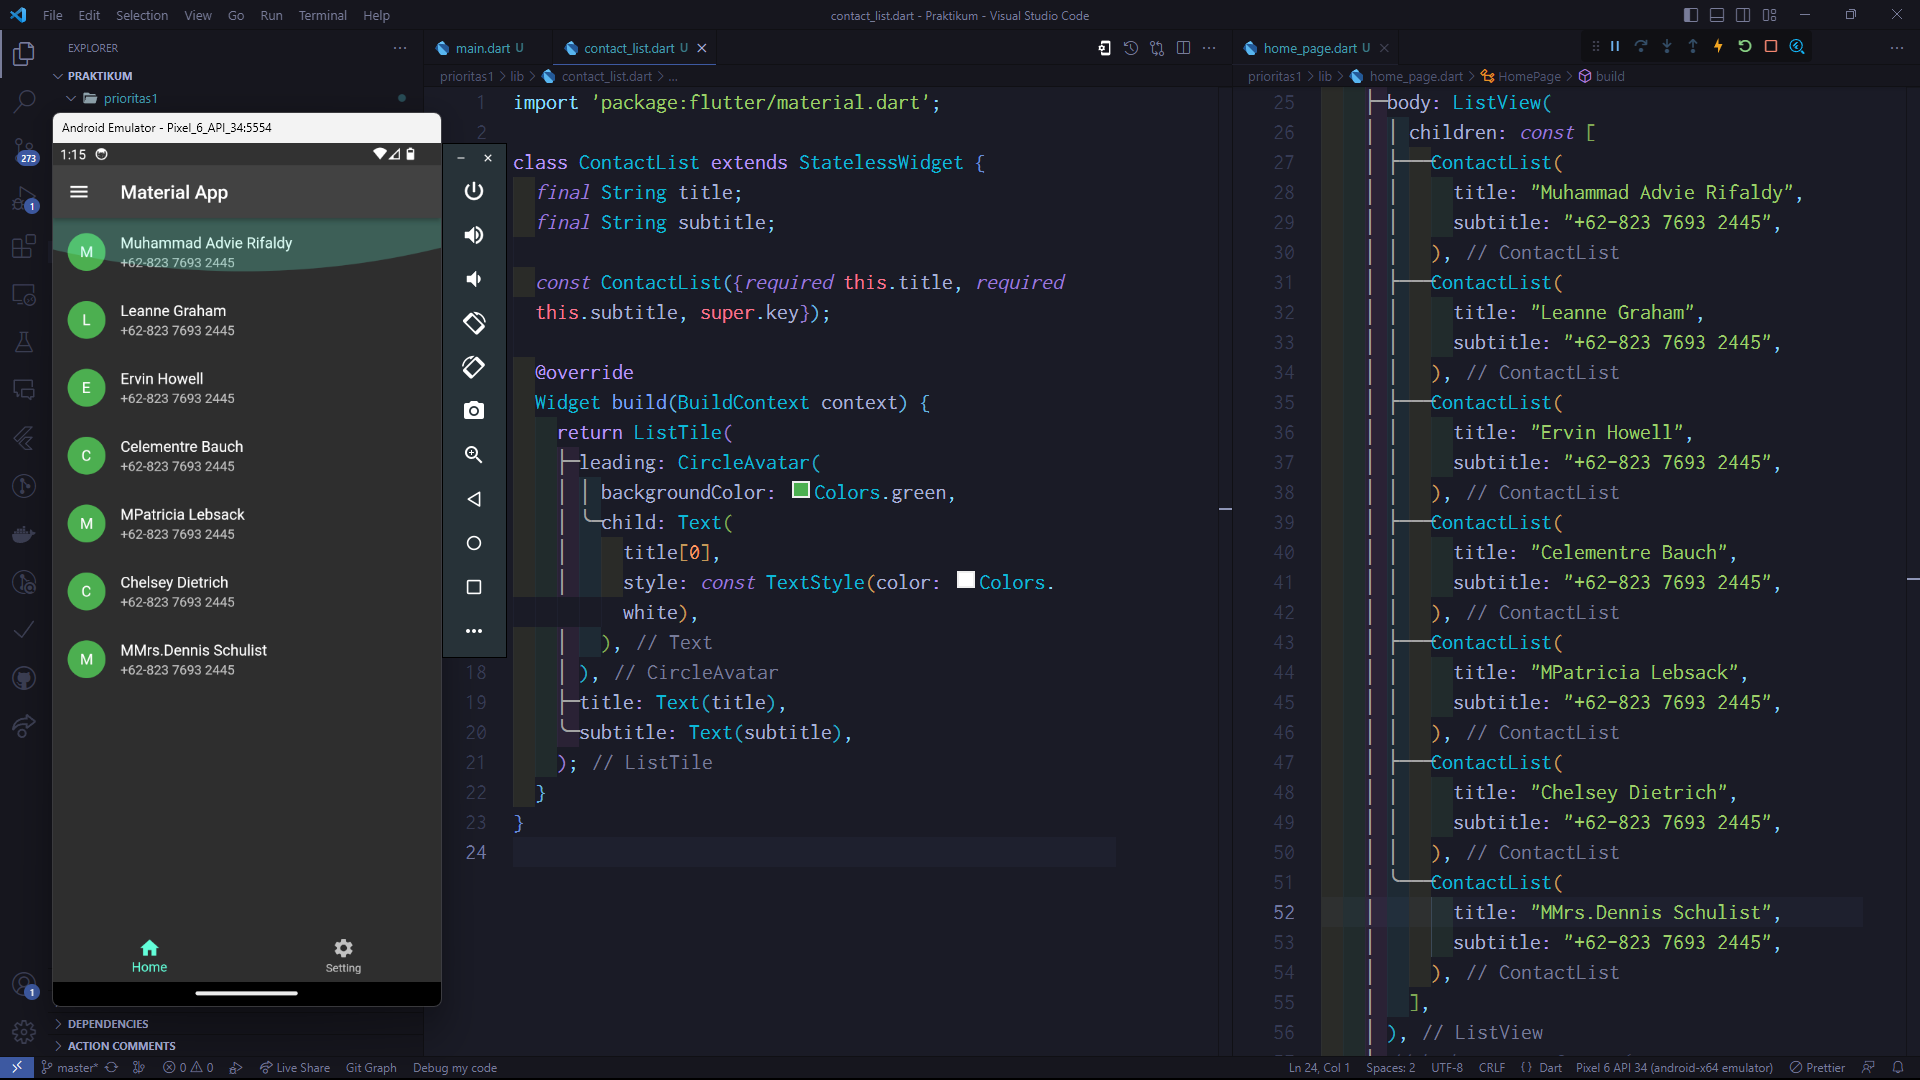 File Edit Selection View Go Run Terminal Help
contact_list.dart - Praktikum - Visual Studio Code
EXPLORER
PRAKTIKUM
prioritas1
273
1
1
DEPENDENCIES
ACTION COMMENTS
Android Emulator - Pixel_6_API_34:5554
1:15
Material App
M
Muhammad Advie Rifaldy
+62-823 7693 2445
L
Leanne Graham
+62-823 7693 2445
E
Ervin Howell
+62-823 7693 2445
C
Celementre Bauch
+62-823 7693 2445
M
MPatricia Lebsack
+62-823 7693 2445
C
Chelsey Dietrich
+62-823 7693 2445
M
MMrs.Dennis Schulist
+62-823 7693 2445
Home
Setting
main.dart U
contact_list.dart U
prioritas1 > lib > contact_list.dart > ...
1 import 'package:flutter/material.dart';
2
class ContactList extends StatelessWidget {
final String title;
final String subtitle;
const ContactList({required this.title, required
this.subtitle, super.key});
@override
Widget build(BuildContext context) {
return ListTile(
leading: CircleAvatar(
backgroundColor: Colors.green,
child: Text(
title[0],
style: const TextStyle(color: Colors.
white),
), // Text
18 ), // CircleAvatar
19 title: Text(title),
20 subtitle: Text(subtitle),
21 ); // ListTile
22 }
23 }
24
home_page.dart U
prioritas1 > lib > home_page.dart > HomePage > build
25 body: ListView(
26 children: const [
27 ContactList(
28 title: "Muhammad Advie Rifaldy",
29 subtitle: "+62-823 7693 2445",
30 ), // ContactList
31 ContactList(
32 title: "Leanne Graham",
33 subtitle: "+62-823 7693 2445",
34 ), // ContactList
35 ContactList(
36 title: "Ervin Howell",
37 subtitle: "+62-823 7693 2445",
38 ), // ContactList
39 ContactList(
40 title: "Celementre Bauch",
41 subtitle: "+62-823 7693 2445",
42 ), // ContactList
43 ContactList(
44 title: "MPatricia Lebsack",
45 subtitle: "+62-823 7693 2445",
46 ), // ContactList
47 ContactList(
48 title: "Chelsey Dietrich",
49 subtitle: "+62-823 7693 2445",
50 ), // ContactList
51 ContactList(
52 title: "MMrs.Dennis Schulist",
53 subtitle: "+62-823 7693 2445",
54 ), // ContactList
55 ],
56 ), // ListView
master* 0 0 Live Share Git Graph Debug my code
Ln 24, Col 1 Spaces: 2 UTF-8 CRLF { } Dart Pixel 6 API 34 (android-x64 emulator) Prettier